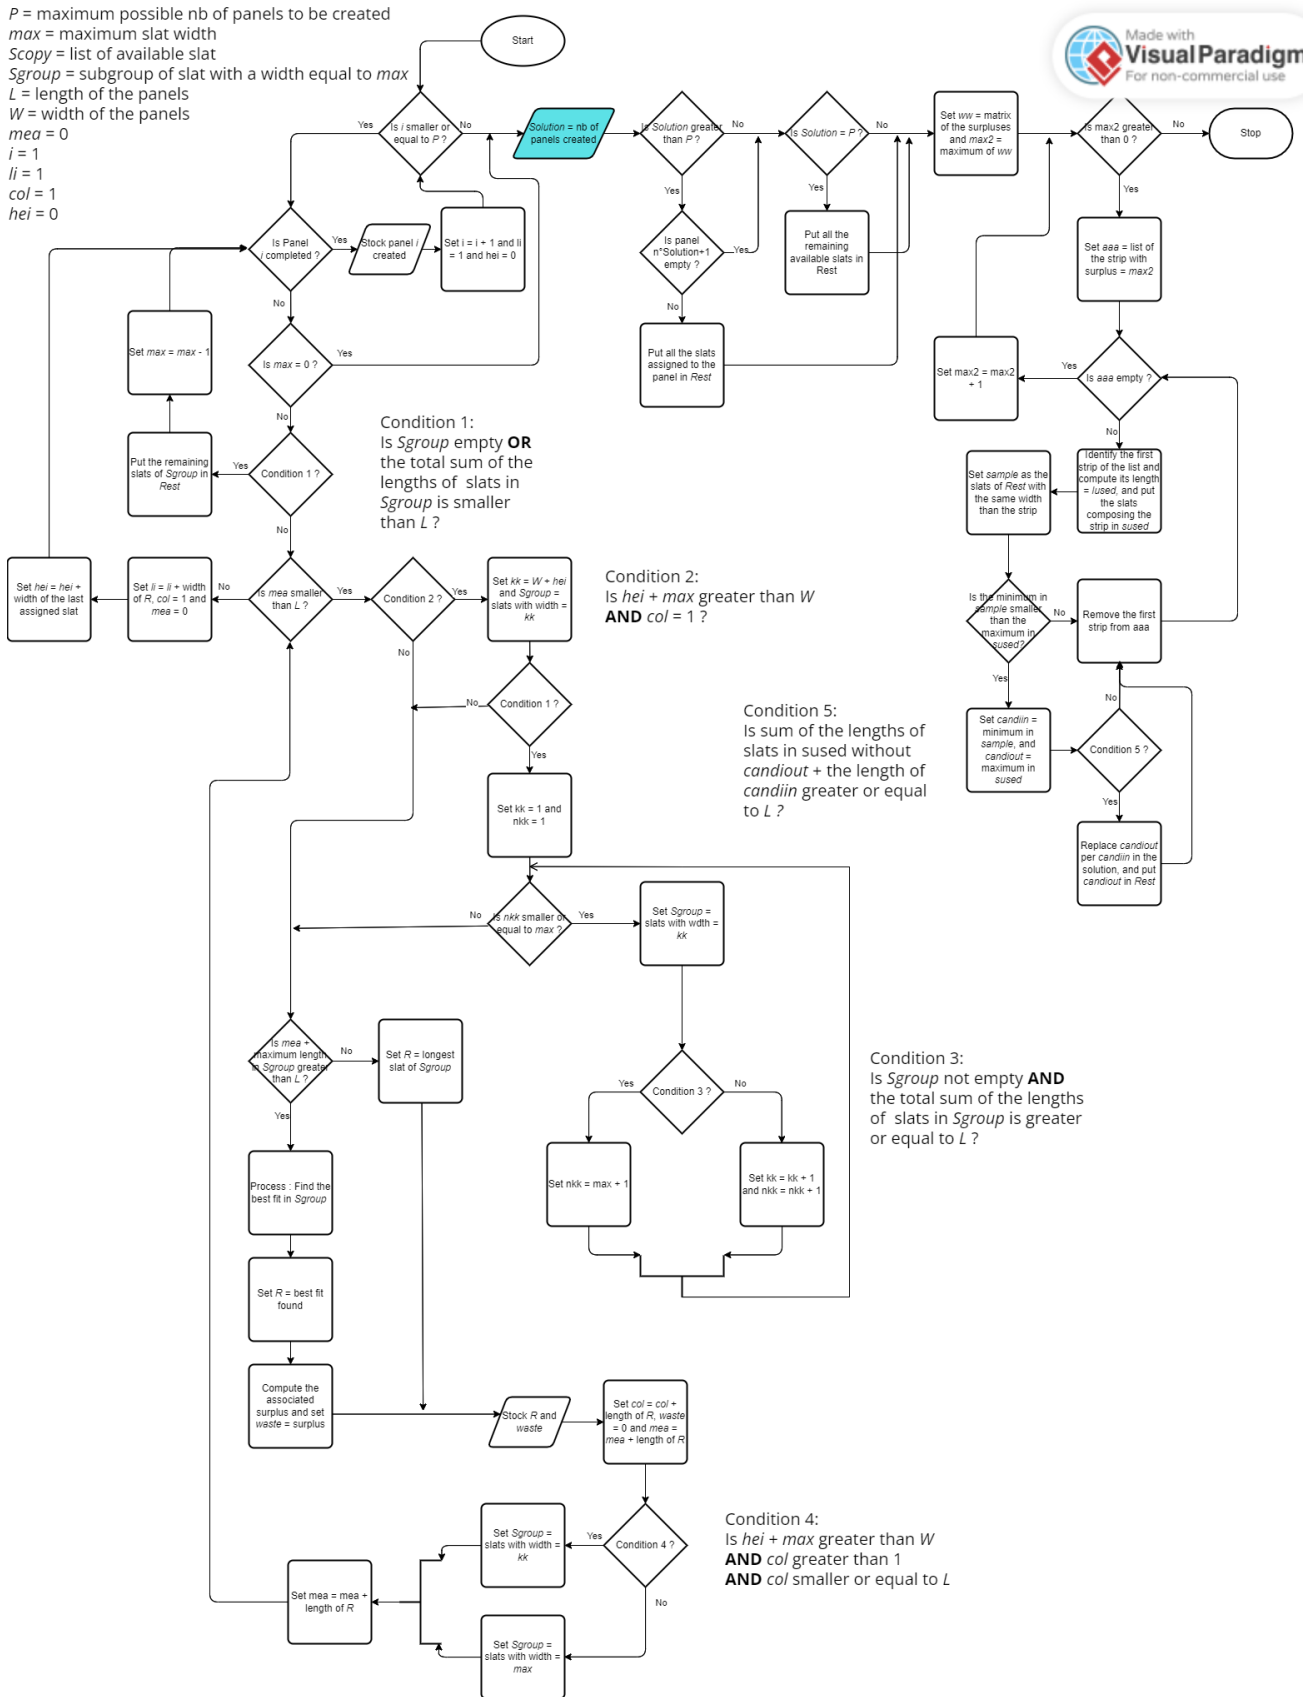 P = maximum possible nb of panels to be created
max = maximum slat width
Scopy = list of available slat
Sgroup = subgroup of slat with a width equal to max
L = length of the panels
W = width of the panels
mea = 0
i = 1
li = 1
col = 1
hei = 0
Made with
Visual Paradigm
For non-commercial use
Start
Is i smaller or
equal to P ?
Yes
No
Solution = nb of
panels created
Is Solution greater
than P ?
No
Yes
Is Solution = P ?
No
Yes
Set ww = matrix
of the surpluses
and max2 =
maximum of ww
Is max2 greater
than 0 ?
No
Yes
Stop
Is Panel
i completed ?
Yes
No
Stock panel i
created
Set i = i + 1 and li
= 1 and hei = 0
Is panel
n°Solution+1
empty ?
Yes
No
Put all the
remaining
available slats in
Rest
Set aaa = list of
the strip with
surplus = max2
Set max = max - 1
Is max = 0 ?
Yes
No
Put all the slats
assigned to the
panel in Rest
Set max2 = max2
+ 1
Yes
Is aaa empty ?
No
Condition 1:
Is Sgroup empty OR
the total sum of the
lengths of slats in
Sgroup is smaller
than L ?
Put the remaining
slats of Sgroup in
Rest
Yes
Condition 1 ?
No
Set sample as the
slats of Rest with
the same width
than the strip
Identify the first
strip of the list and
compute its length
= lused, and put
the slats
composing the
strip in sused
Set hei = hei +
width of the last
assigned slat
Set li = li + width
of R, col = 1 and
mea = 0
No
Is mea smaller
than L ?
Yes
Condition 2 ?
Yes
No
Set kk = W + hei
and Sgroup =
slats with width =
kk
Condition 2:
Is hei + max greater than W
AND col = 1 ?
Is the minimum in
sample smaller
than the
maximum in
sused?
No
Yes
Remove the first
strip from aaa
No
Condition 1 ?
Yes
Condition 5:
Is sum of the lengths of
slats in sused without
candiout + the length of
candiin greater or equal
to L ?
Set candiin =
minimum in
sample, and
candiout =
maximum in
sused
No
Condition 5 ?
Yes
Set kk = 1 and
nkk = 1
Replace candiout
per candiin in the
solution, and put
candiout in Rest
No
Is nkk smaller or
equal to max ?
Yes
Set Sgroup =
slats with wdth =
kk
Is mea +
maximum length
in Sgroup greater
than L ?
No
Yes
Set R = longest
slat of Sgroup
Yes
Condition 3 ?
No
Condition 3:
Is Sgroup not empty AND
the total sum of the lengths
of slats in Sgroup is greater
or equal to L ?
Process : Find the
best fit in Sgroup
Set nkk = max + 1
Set kk = kk + 1
and nkk = nkk + 1
Set R = best fit
found
Compute the
associated
surplus and set
waste = surplus
Stock R and
waste
Set col = col +
length of R, waste
= 0 and mea =
mea + length of R
Condition 4:
Is hei + max greater than W
AND col greater than 1
AND col smaller or equal to L
Set Sgroup =
slats with width =
kk
Yes
Condition 4 ?
No
Set mea = mea +
length of R
Set Sgroup =
slats with width =
max